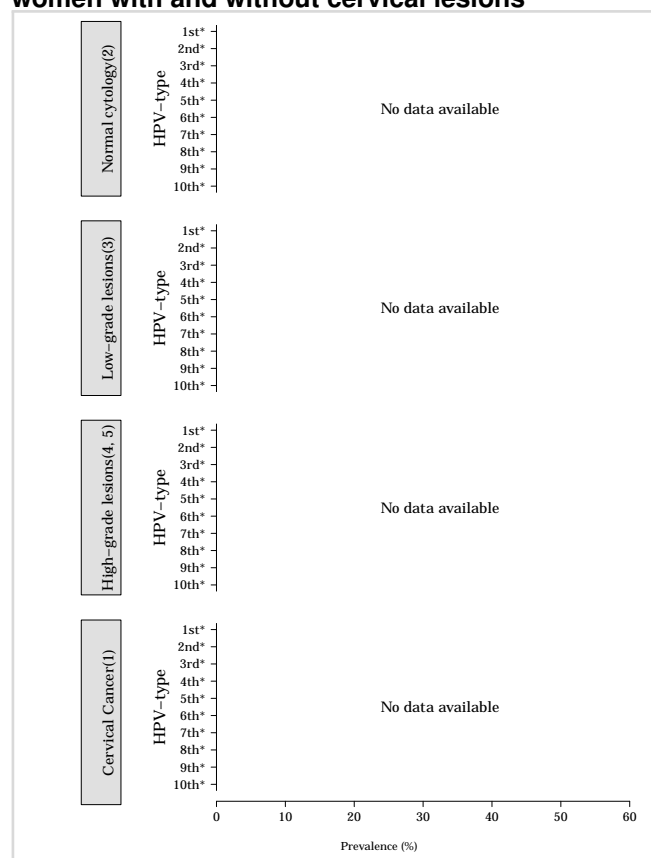 women with and without cervical lesions
Normal cytology(2)
HPV−type
1st*
2nd*
3rd*
4th*
5th*
6th*
7th*
8th*
9th*
10th*
No data available
Low−grade lesions(3)
HPV−type
1st*
2nd*
3rd*
4th*
5th*
6th*
7th*
8th*
9th*
10th*
No data available
High−grade lesions(4, 5)
HPV−type
1st*
2nd*
3rd*
4th*
5th*
6th*
7th*
8th*
9th*
10th*
No data available
Cervical Cancer(1)
HPV−type
1st*
2nd*
3rd*
4th*
5th*
6th*
7th*
8th*
9th*
10th*
No data available
0 10 20 30 40 50 60
Prevalence (%)